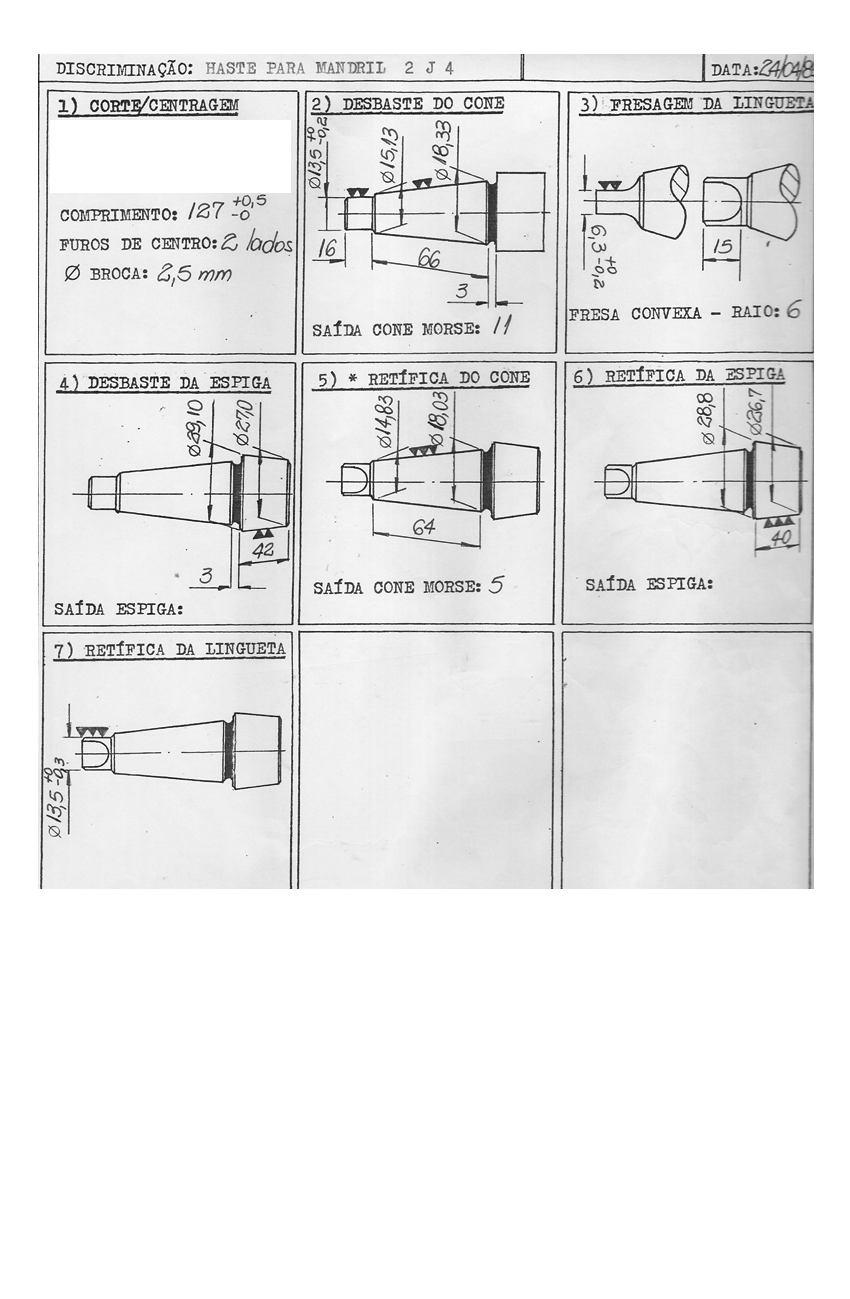 DISCRIMINAÇÃO: HASTE PARA MANDRIL 2 J 4
DATA: 24/04/8
1) CORTE/CENTRAGEM
COMPRIMENTO: 127 +0,5 -0
FUROS DE CENTRO: 2 lados
Ø BROCA: 2,5 mm
2) DESBASTE DO CONE
Ø13,5 +0 -0,2
Ø15,13
Ø18,33
16
66
3
SAÍDA CONE MORSE: 11
3) FRESAGEM DA LINGUETA
6,3 +0 -0,2
15
FRESA CONVEXA - RAIO: 6
4) DESBASTE DA ESPIGA
Ø29,10
Ø27,0
42
3
SAÍDA ESPIGA:
5) * RETÍFICA DO CONE
Ø14,83
Ø18,03
64
SAÍDA CONE MORSE: 5
6) RETÍFICA DA ESPIGA
Ø 28,8
Ø26,7
40
SAÍDA ESPIGA:
7) RETÍFICA DA LINGUETA
Ø13,5 +0 -0,3